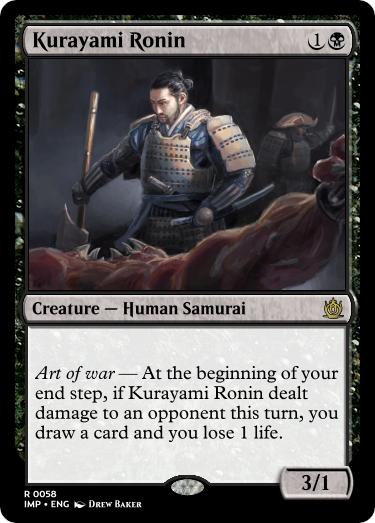 Kurayami Ronin 1
Creature — Human Samurai
Art of war — At the beginning of your
end step, if Kurayami Ronin dealt
damage to an opponent this turn, you
draw a card and you lose 1 life.
3/1
R 0058
IMP • ENG DREW BAKER